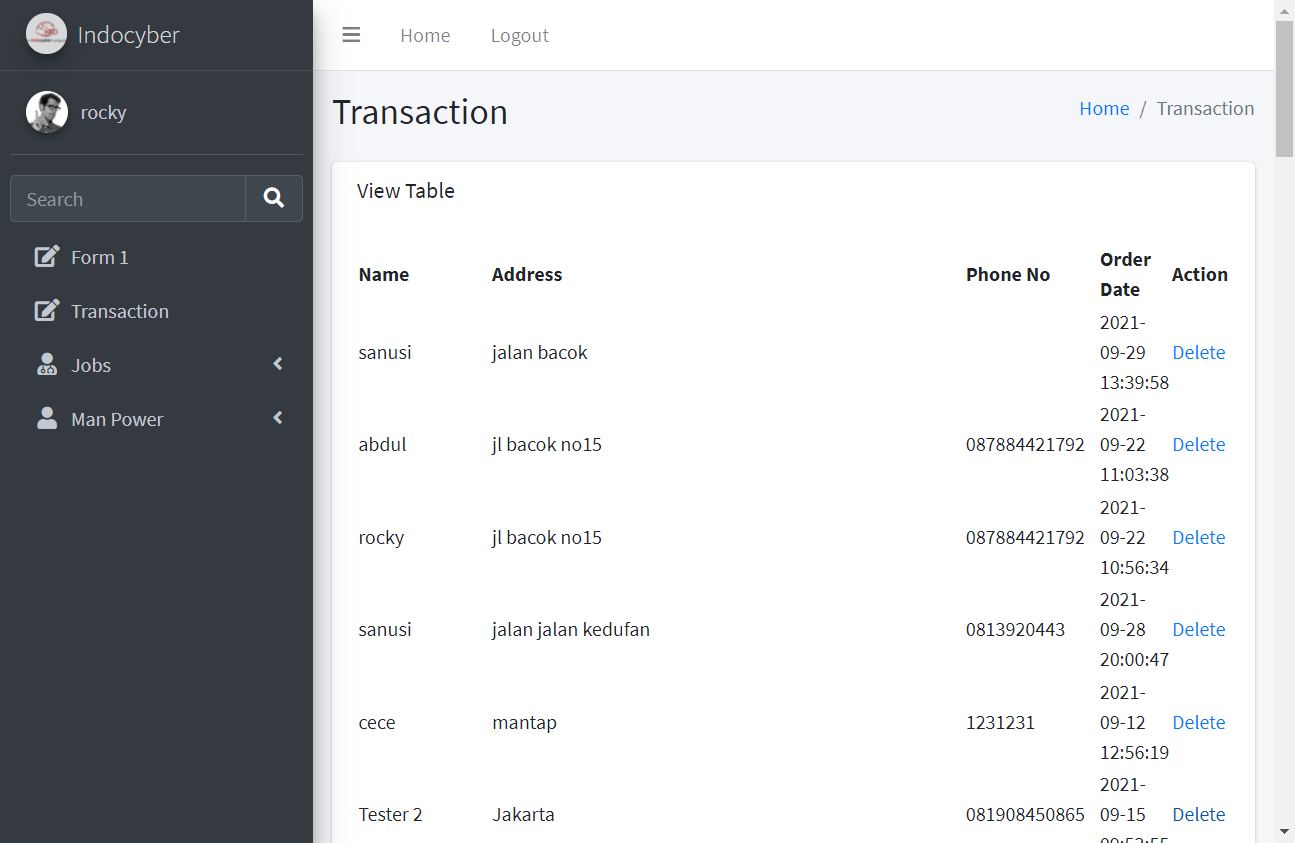 Indocyber
Home Logout
rocky
Transaction
Home / Transaction
Search
Form 1
Transaction
Jobs
Man Power
View Table
Name Address Phone No Order Date Action
sanusi jalan bacok 2021-09-29 13:39:58 Delete
abdul jl bacok no15 087884421792 2021-09-22 11:03:38 Delete
rocky jl bacok no15 087884421792 2021-09-22 10:56:34 Delete
sanusi jalan jalan kedufan 0813920443 2021-09-28 20:00:47 Delete
cece mantap 1231231 2021-09-12 12:56:19 Delete
Tester 2 Jakarta 081908450865 2021-09-15 Delete